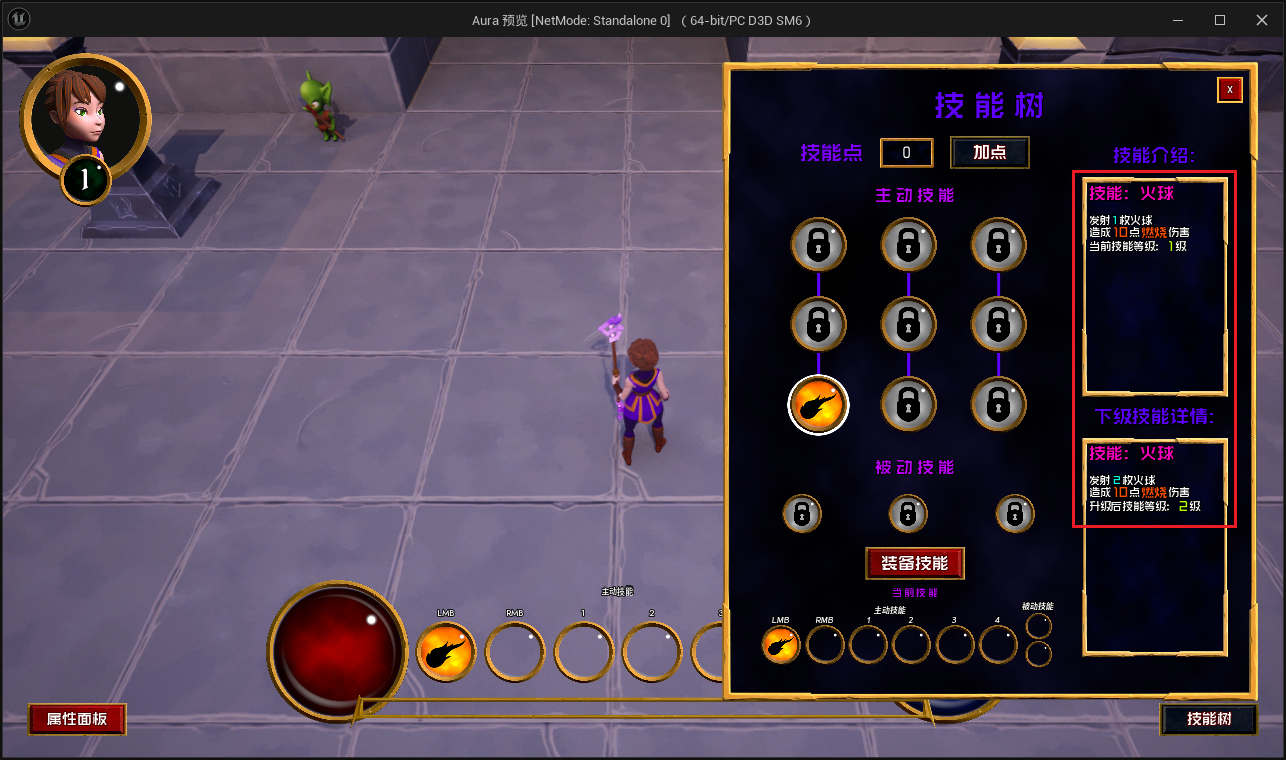 Aura 预览 [NetMode: Standalone 0] ( 64-bit/PC D3D SM6 )
x
技能树
技能点 0 加点
技能介绍:
主动技能
技能: 火球
发射1枚火球
造成10点燃烧伤害
当前技能等级: 1级
1
下级技能详情:
技能: 火球
发射2枚火球
造成10点燃烧伤害
升级后技能等级: 2级
被动技能
装备技能
当前技能
主动技能
LMB RMB 1 2 3
主动技能
被动技能
LMB RMB 1 2 3 4
属性面板
技能树